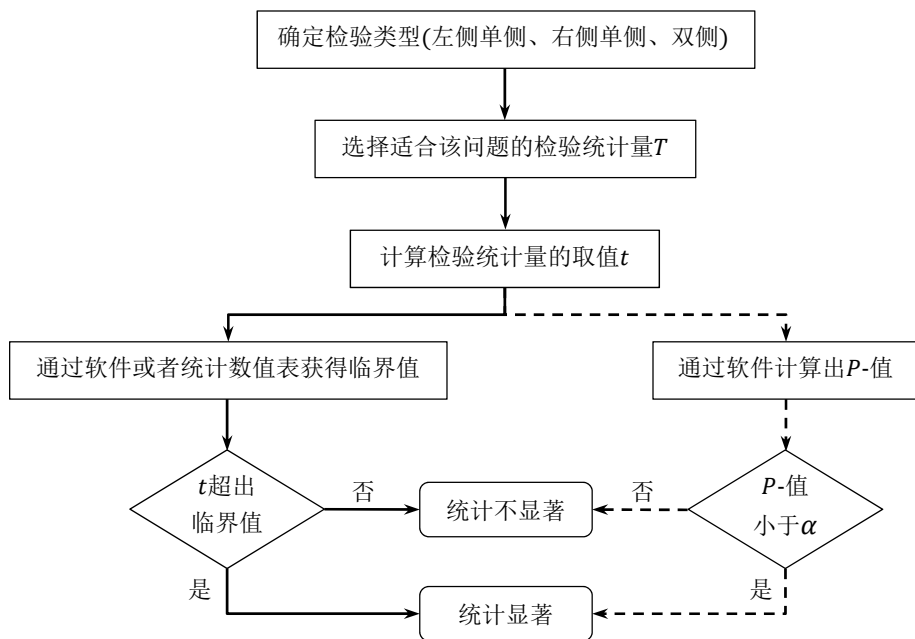 确定检验类型(左侧单侧、右侧单侧、双侧)
选择适合该问题的检验统计量T
计算检验统计量的取值t
通过软件或者统计数值表获得临界值
通过软件计算出P-值
t超出
临界值
否
统计不显著
否
P-值
小于α
是
统计显著
是